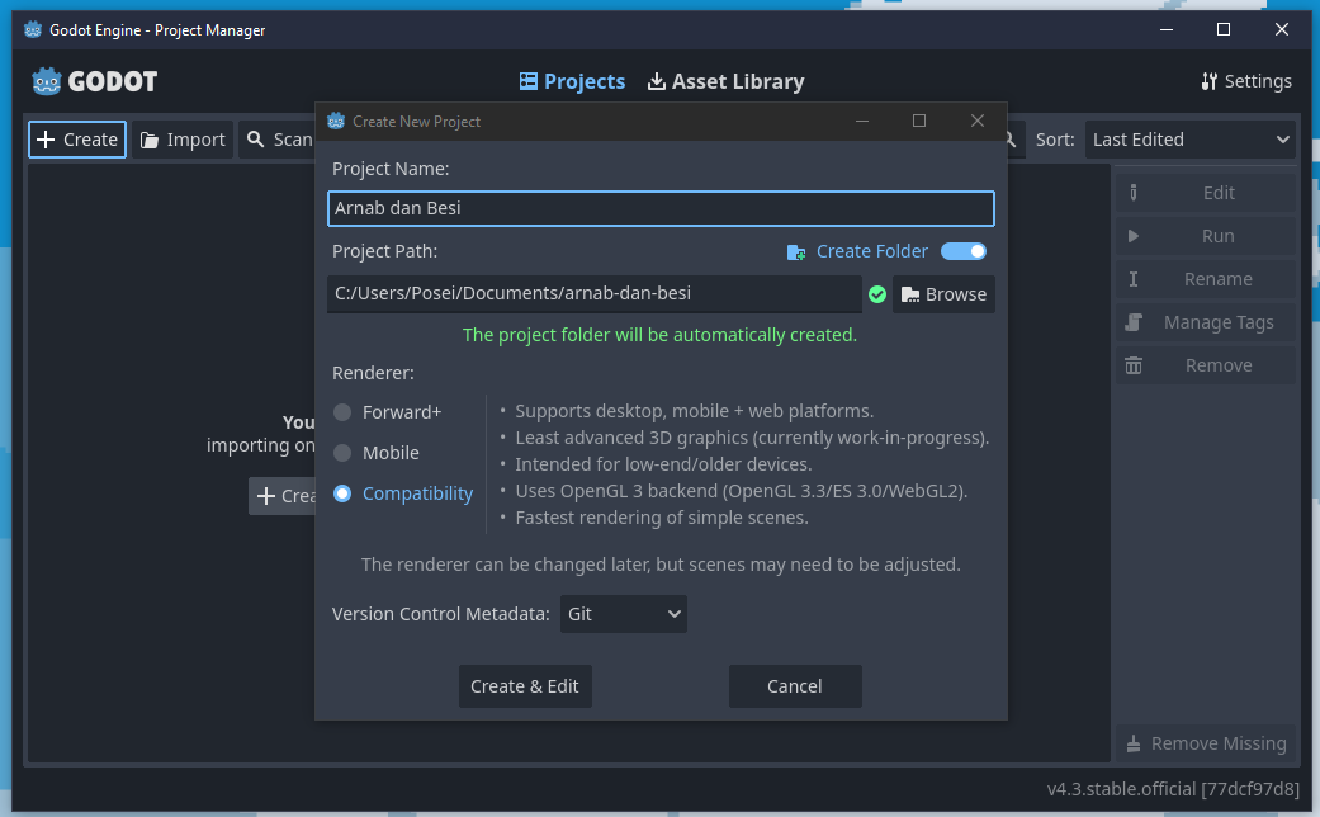 Godot Engine - Project Manager
GODOT
Projects
Asset Library
Settings
Create
Import
Scan
Sort:
Last Edited
Create New Project
Project Name:
Arnab dan Besi
Project Path:
Create Folder
C:/Users/Posei/Documents/arnab-dan-besi
Browse
The project folder will be automatically created.
Renderer:
Forward+
Mobile
Compatibility
• Supports desktop, mobile + web platforms.
• Least advanced 3D graphics (currently work-in-progress).
• Intended for low-end/older devices.
• Uses OpenGL 3 backend (OpenGL 3.3/ES 3.0/WebGL2).
• Fastest rendering of simple scenes.
The renderer can be changed later, but scenes may need to be adjusted.
Version Control Metadata:
Git
Create & Edit
Cancel
You
importing on
Crea
Edit
Run
Rename
Manage Tags
Remove
Remove Missing
v4.3.stable.official [77dcf97d8]